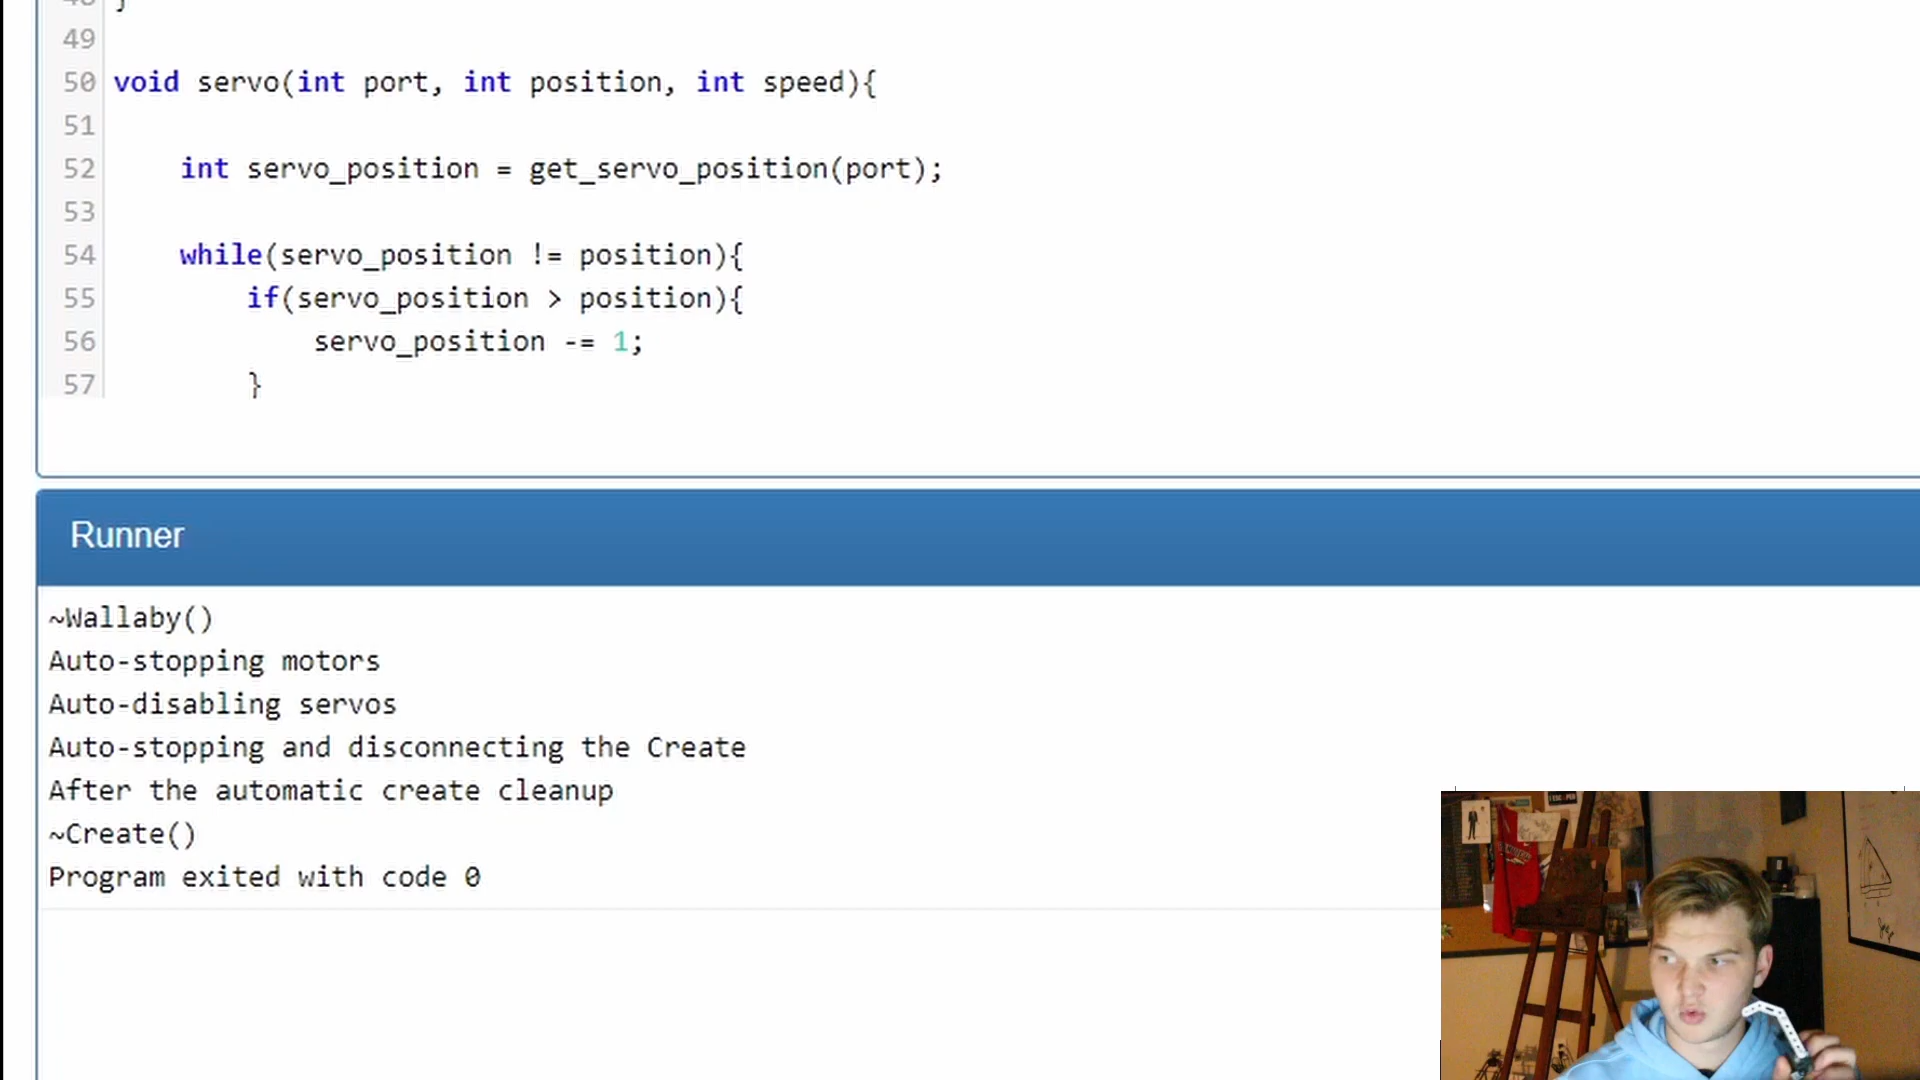 49
50 void servo(int port, int position, int speed){
51
52 int servo_position = get_servo_position(port);
53
54 while(servo_position != position){
55 if(servo_position > position){
56 servo_position -= 1;
57 }
Runner
~Wallaby()
Auto-stopping motors
Auto-disabling servos
Auto-stopping and disconnecting the Create
After the automatic create cleanup
~Create()
Program exited with code 0